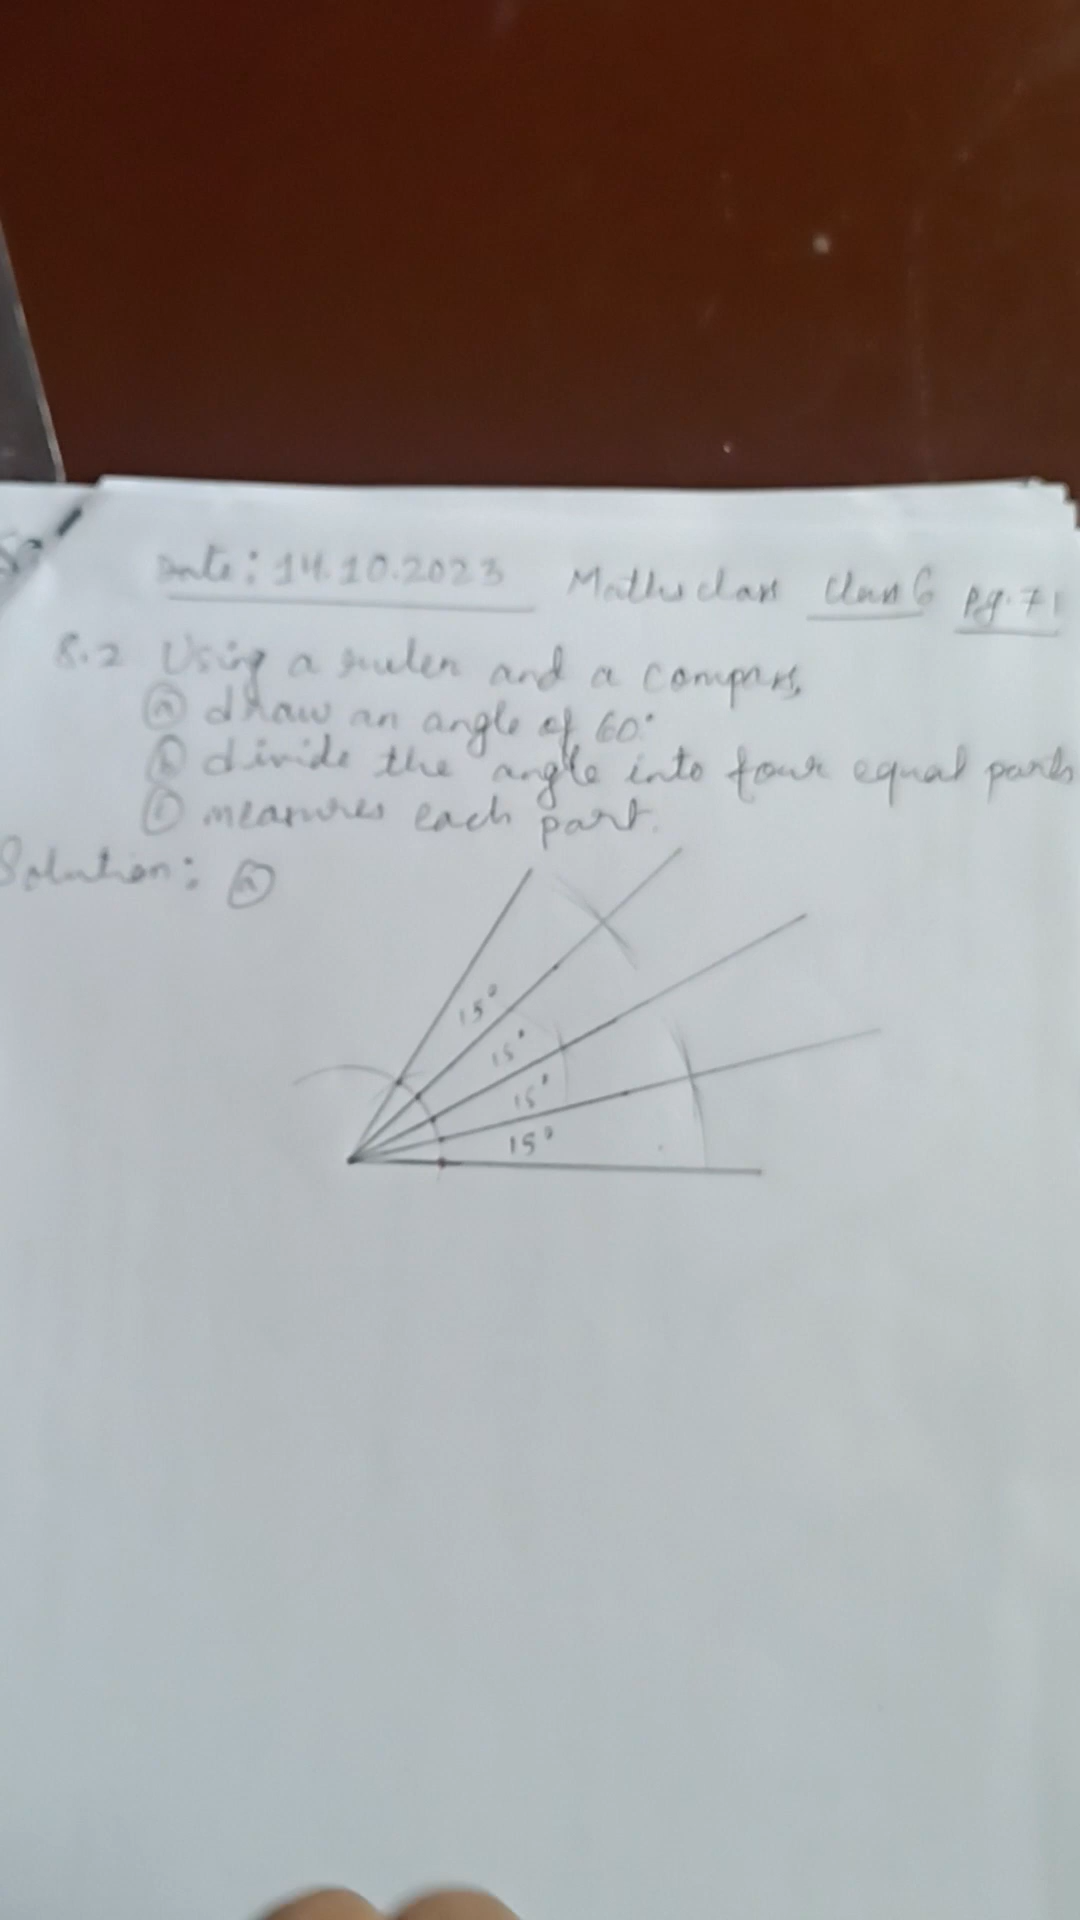 Date: 14.10.2023 Maths class Class 6 pg. 71
8.2 Using a ruler and a compass,
ⓐ draw an angle of 60°
ⓑ divide the angle into four equal parts
ⓒ measures each part.
Solution: ⓐ
15°
15°
15°
15°